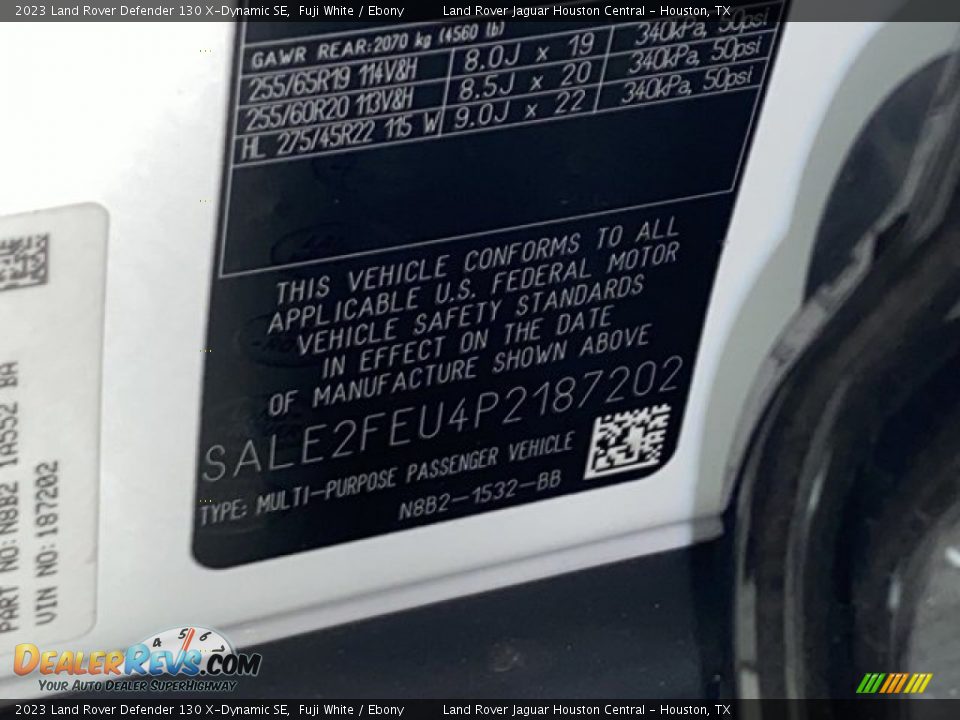 2023 Land Rover Defender 130 X-Dynamic SE, Fuji White / Ebony Land Rover Jaguar Houston Central - Houston, TX
GAWR REAR:2070 kg (4560 lb)
255/65R19 114V&H 8.0J x 19 340kPa, 50psi
255/60R20 113V&H 8.5J x 20 340kPa, 50psi
HL 275/45R22 115 W 9.0J x 22 340kPa, 50psi
THIS VEHICLE CONFORMS TO ALL
APPLICABLE U.S. FEDERAL MOTOR
VEHICLE SAFETY STANDARDS
IN EFFECT ON THE DATE
OF MANUFACTURE SHOWN ABOVE
SALE2FEU4P2187202
TYPE: MULTI-PURPOSE PASSENGER VEHICLE
N8B2-1532-BB
PART NO:N8B2 1A552 BA
VIN NO:187202
4 5 6
DEALERREVS.COM
YOUR AUTO DEALER SUPERHIGHWAY
2023 Land Rover Defender 130 X-Dynamic SE, Fuji White / Ebony Land Rover Jaguar Houston Central - Houston, TX